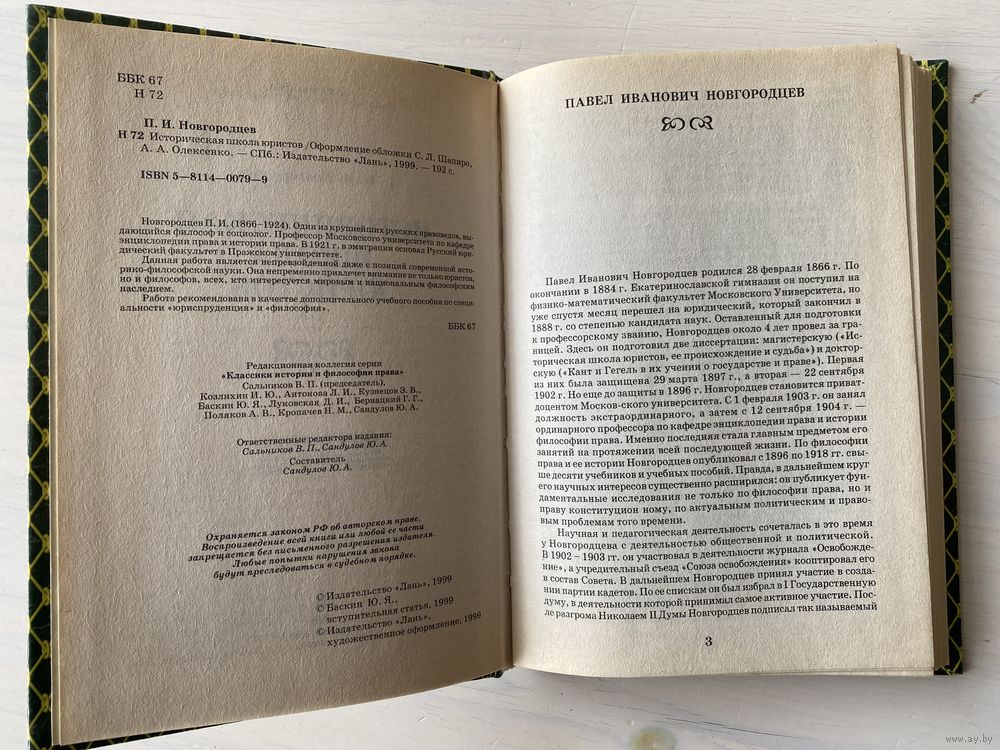 ББК 67
Н 72
П. И. Новгородцев
Н 72 Историческая школа юристов /Оформление обложки С. Л. Шапиро,
А. А. Олексенко. — СПб.: Издательство «Лань», 1999. — 192 с.
ISBN 5—8114—0079—9
Новгородцев П. И. (1866–1924). Один из крупнейших русских правоведов, вы-
дающийся философ и социолог. Профессор Московского университета по кафедре
энциклопедии права и истории права. В 1921 г. в эмиграции основал Русский юри-
дический факультет в Пражском университете.
Данная работа является непревзойденной даже с позиций современной исто-
рико-философской науки. Она непременно привлечет внимание не только юристов,
но и философов, всех, кто интересуется мировым и национальным философским
наследием.
Работа рекомендована в качестве дополнительного учебного пособия по специ-
альности «юриспруденция» и «философия».
ББК 67
Редакционная коллегия серии
«Классики истории и философии права»
Сальников В. П. (председатель),
Козлихин И. Ю., Антонова Л. И., Кузнецов Э. В.,
Баскин Ю. Я., Луковская Д. И., Бернацкий Г. Г.,
Поляков А. В., Кропачев Н. М., Сандулов Ю. А.
Ответственные редактора издания:
Сальников В. П., Сандулов Ю. А.
Составитель
Сандулов Ю. А.
Охраняется законом РФ об авторском праве.
Воспроизведение всей книги или любой ее части
запрещается без письменного разрешения издателя.
Любые попытки нарушения закона
будут преследоваться в судебном порядке.
© Издательство «Лань», 1999
© Баскин Ю. Я.,
вступительная статья, 1999
© Издательство «Лань»,
художественное оформление, 1999
ПАВЕЛ ИВАНОВИЧ НОВГОРОДЦЕВ
Павел Иванович Новгородцев родился 28 февраля 1866 г. По
окончании в 1884 г. Екатеринославской гимназии он поступил на
физико-математический факультет Московского Университета, но
уже спустя месяц перешел на юридический, который закончил в
1888 г. со степенью кандидата наук. Оставленный для подготовки
к профессорскому званию, Новгородцев около 4 лет провел за гра-
ницей. Здесь он подготовил две диссертации: магистерскую («Ис-
торическая школа юристов, ее происхождение и судьба») и доктор-
скую («Кант и Гегель в их учении о государстве и праве»). Первая
из них была защищена 29 марта 1897 г., а вторая — 22 сентября
1902 г. Но еще до защиты в 1896 г. Новгородцев становится приват-
доцентом Москов-ского университета. С 1 февраля 1903 г. он занял
должность экстраординарного, а затем с 12 сентября 1904 г. —
ординарного профессора по кафедре энциклопедии права и истории
философии права. Именно последняя стала главным предметом его
занятий на протяжении всей последующей жизни. По философии
права и ее истории Новгородцев опубликовал с 1896 по 1918 гг. свы-
ше десяти учебников и учебных пособий. Правда, в дальнейшем круг
его научных интересов существенно расширился: он публикует фун-
даментальные исследования не только по философии права, но и
праву конституцион ному, по актуальным политическим и право-
вым проблемам того времени.
Научная и педагогическая деятельность сочеталась в это время
у Новгородцева с деятельностью общественной и политической.
В 1902 – 1903 гг. он участвовал в деятельности журнала «Освобожде-
ние», а учредительный съезд «Союза освобождения» кооптировал его
в состав Совета. В дальнейшем Новгородцев принял участие в созда-
нии партии кадетов. По ее спискам он был избран в I Государственную
думу, в деятельности которой принимал самое активное участие. Пос-
ле разгрома Николаем II Думы Новгородцев подписал так называемый
3
www.ay.by